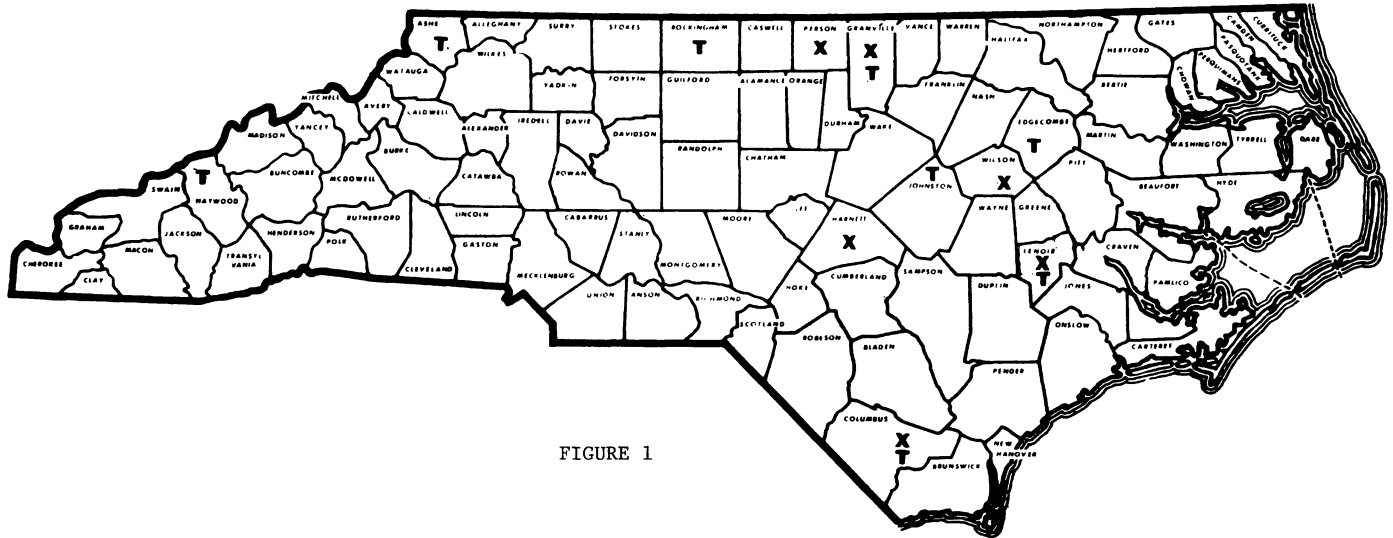 ASHE
ALLEGHANY
SURRY
STOKES
ROCKINGHAM
CASWELL
PERSON
GRANVILLE
VANCE
WARREN
NORTHAMPTON
GATES
CAMDEN
CURRITUCK
T
T
X
X
T
HALIFAX
HERTFORD
PASQUOTANK
PERQUIMANS
CHOWAN
WILKES
WATAUGA
YADKIN
FORSYTH
GUILFORD
ALAMANCE
ORANGE
DURHAM
FRANKLIN
NASH
BERTIE
MITCHELL
AVERY
CALDWELL
ALEXANDER
IREDELL
DAVIE
DAVIDSON
WAKE
EDGECOMBE
T
MARTIN
WASHINGTON
TYRRELL
DARE
MADISON
YANCEY
BURKE
RANDOLPH
CHATHAM
WILSON
X
PITT
SWAIN
T
HAYWOOD
BUNCOMBE
MCDOWELL
CATAWBA
ROWAN
T
JOHNSTON
BEAUFORT
HYDE
GRAHAM
JACKSON
HENDERSON
RUTHERFORD
POLK
LINCOLN
GASTON
CABARRUS
STANLY
MOORE
LEE
HARNETT
X
WAYNE
GREENE
LENOIR
X
T
CRAVEN
CHEROKEE
MACON
CLAY
TRANSYL
VANIA
CLEVELAND
MECKLENBURG
MONTGOMERY
CUMBERLAND
SAMPSON
DUPLIN
JONES
PAMLICO
UNION
ANSON
RICHMOND
HOKE
SCOTLAND
ROBESON
BLADEN
ONSLOW
CARTERET
PENDER
COLUMBUS
X
T
BRUNSWICK
NEW
HANOVER
FIGURE 1